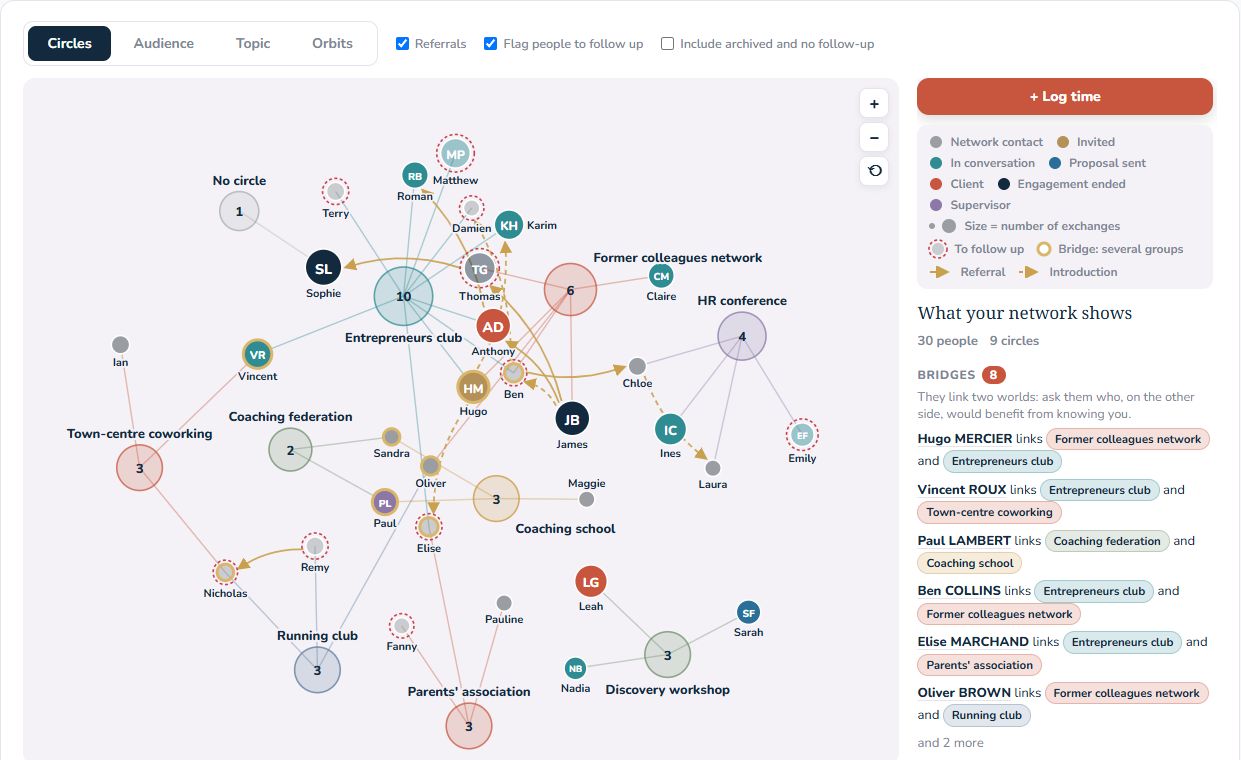 Circles
Audience
Topic
Orbits
Referrals
Flag people to follow up
Include archived and no follow-up
+
−
+ Log time
Network contact
Invited
In conversation
Proposal sent
Client
Engagement ended
Supervisor
Size = number of exchanges
To follow up
Bridge: several groups
Referral
Introduction
MP
Matthew
RB
Roman
No circle
1
Terry
Damien
KH
Karim
SL
Sophie
TG
Thomas
10
Entrepreneurs club
Former colleagues network
6
CM
Claire
HR conference
4
AD
Anthony
Ian
VR
Vincent
Ben
Chloe
HM
Hugo
JB
James
IC
Ines
EF
Emily
Laura
Coaching federation
2
Town-centre coworking
3
Sandra
Oliver
Maggie
PL
Paul
3
Coaching school
Elise
Remy
Nicholas
LG
Leah
Pauline
SF
Sarah
Fanny
Running club
3
3
NB
Nadia
Discovery workshop
Parents' association
3
What your network shows
30 people 9 circles
BRIDGES 8
They link two worlds: ask them who, on the other
side, would benefit from knowing you.
Hugo MERCIER links Former colleagues network
and Entrepreneurs club
Vincent ROUX links Entrepreneurs club and
Town-centre coworking
Paul LAMBERT links Coaching federation and
Coaching school
Ben COLLINS links Entrepreneurs club and
Former colleagues network
Elise MARCHAND links Entrepreneurs club and
Parents' association
Oliver BROWN links Former colleagues network
and Running club
and 2 more